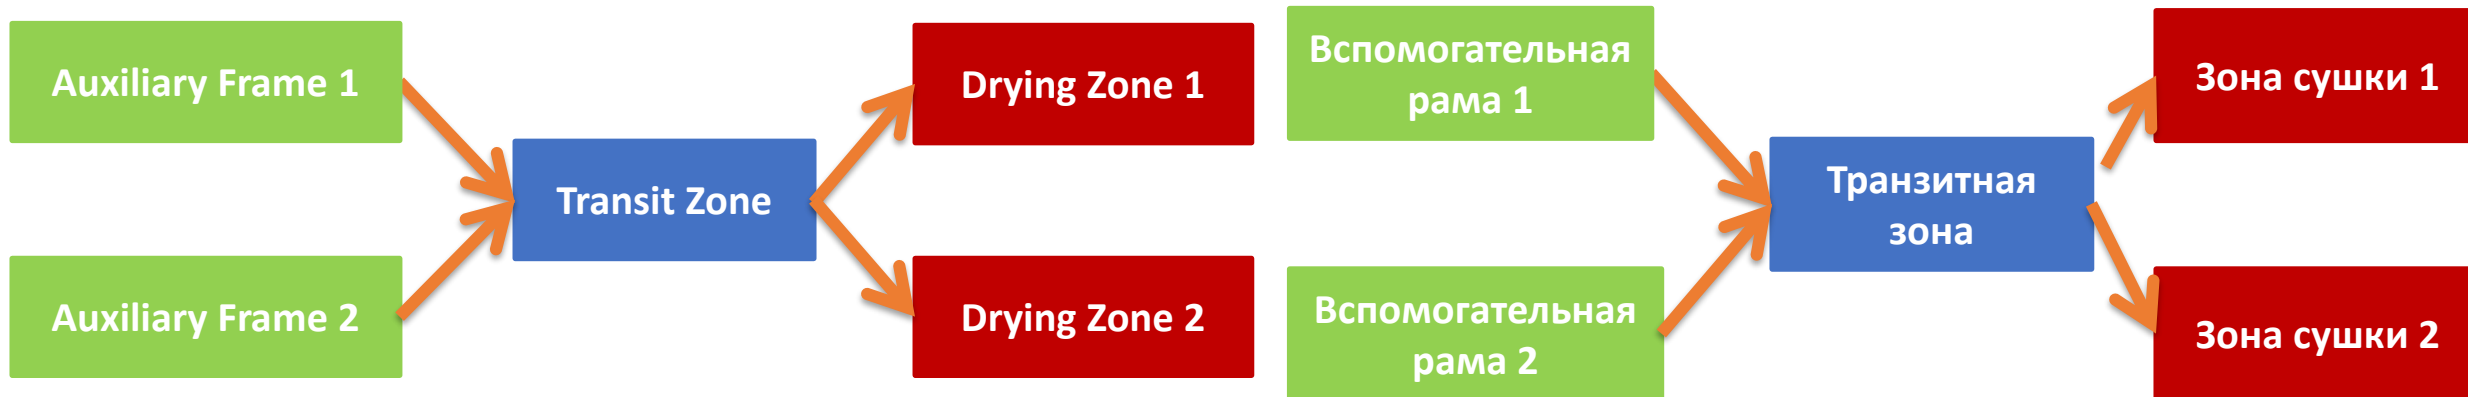 Auxiliary Frame 1
Auxiliary Frame 2
Transit Zone
Drying Zone 1
Drying Zone 2
Вспомогательная
рама 1
Вспомогательная
рама 2
Транзитная
зона
Зона сушки 1
Зона сушки 2